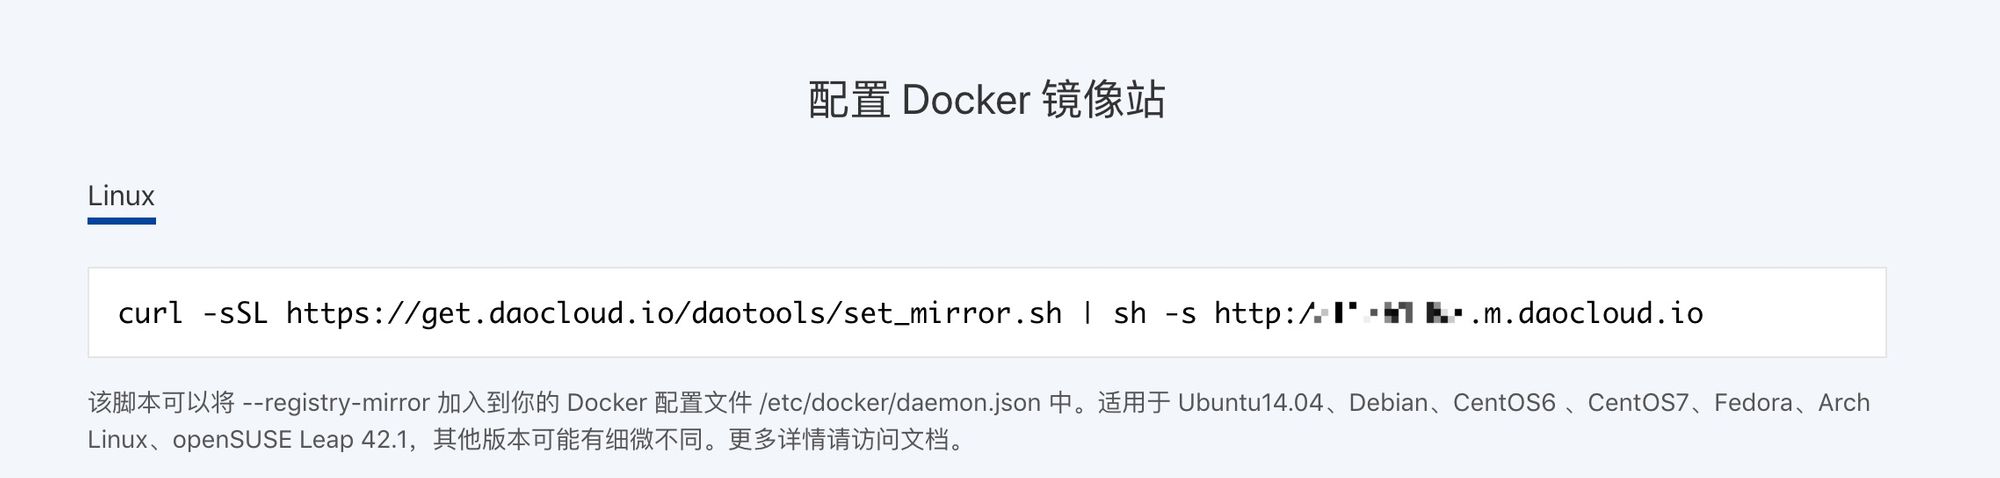 配置 Docker 镜像站
Linux
curl -sSL https://get.daocloud.io/daotools/set_mirror.sh | sh -s http:/ .m.daocloud.io
该脚本可以将 --registry-mirror 加入到你的 Docker 配置文件 /etc/docker/daemon.json 中。适用于 Ubuntu14.04、Debian、CentOS6 、CentOS7、Fedora、Arch
Linux、openSUSE Leap 42.1，其他版本可能有细微不同。更多详情请访问文档。